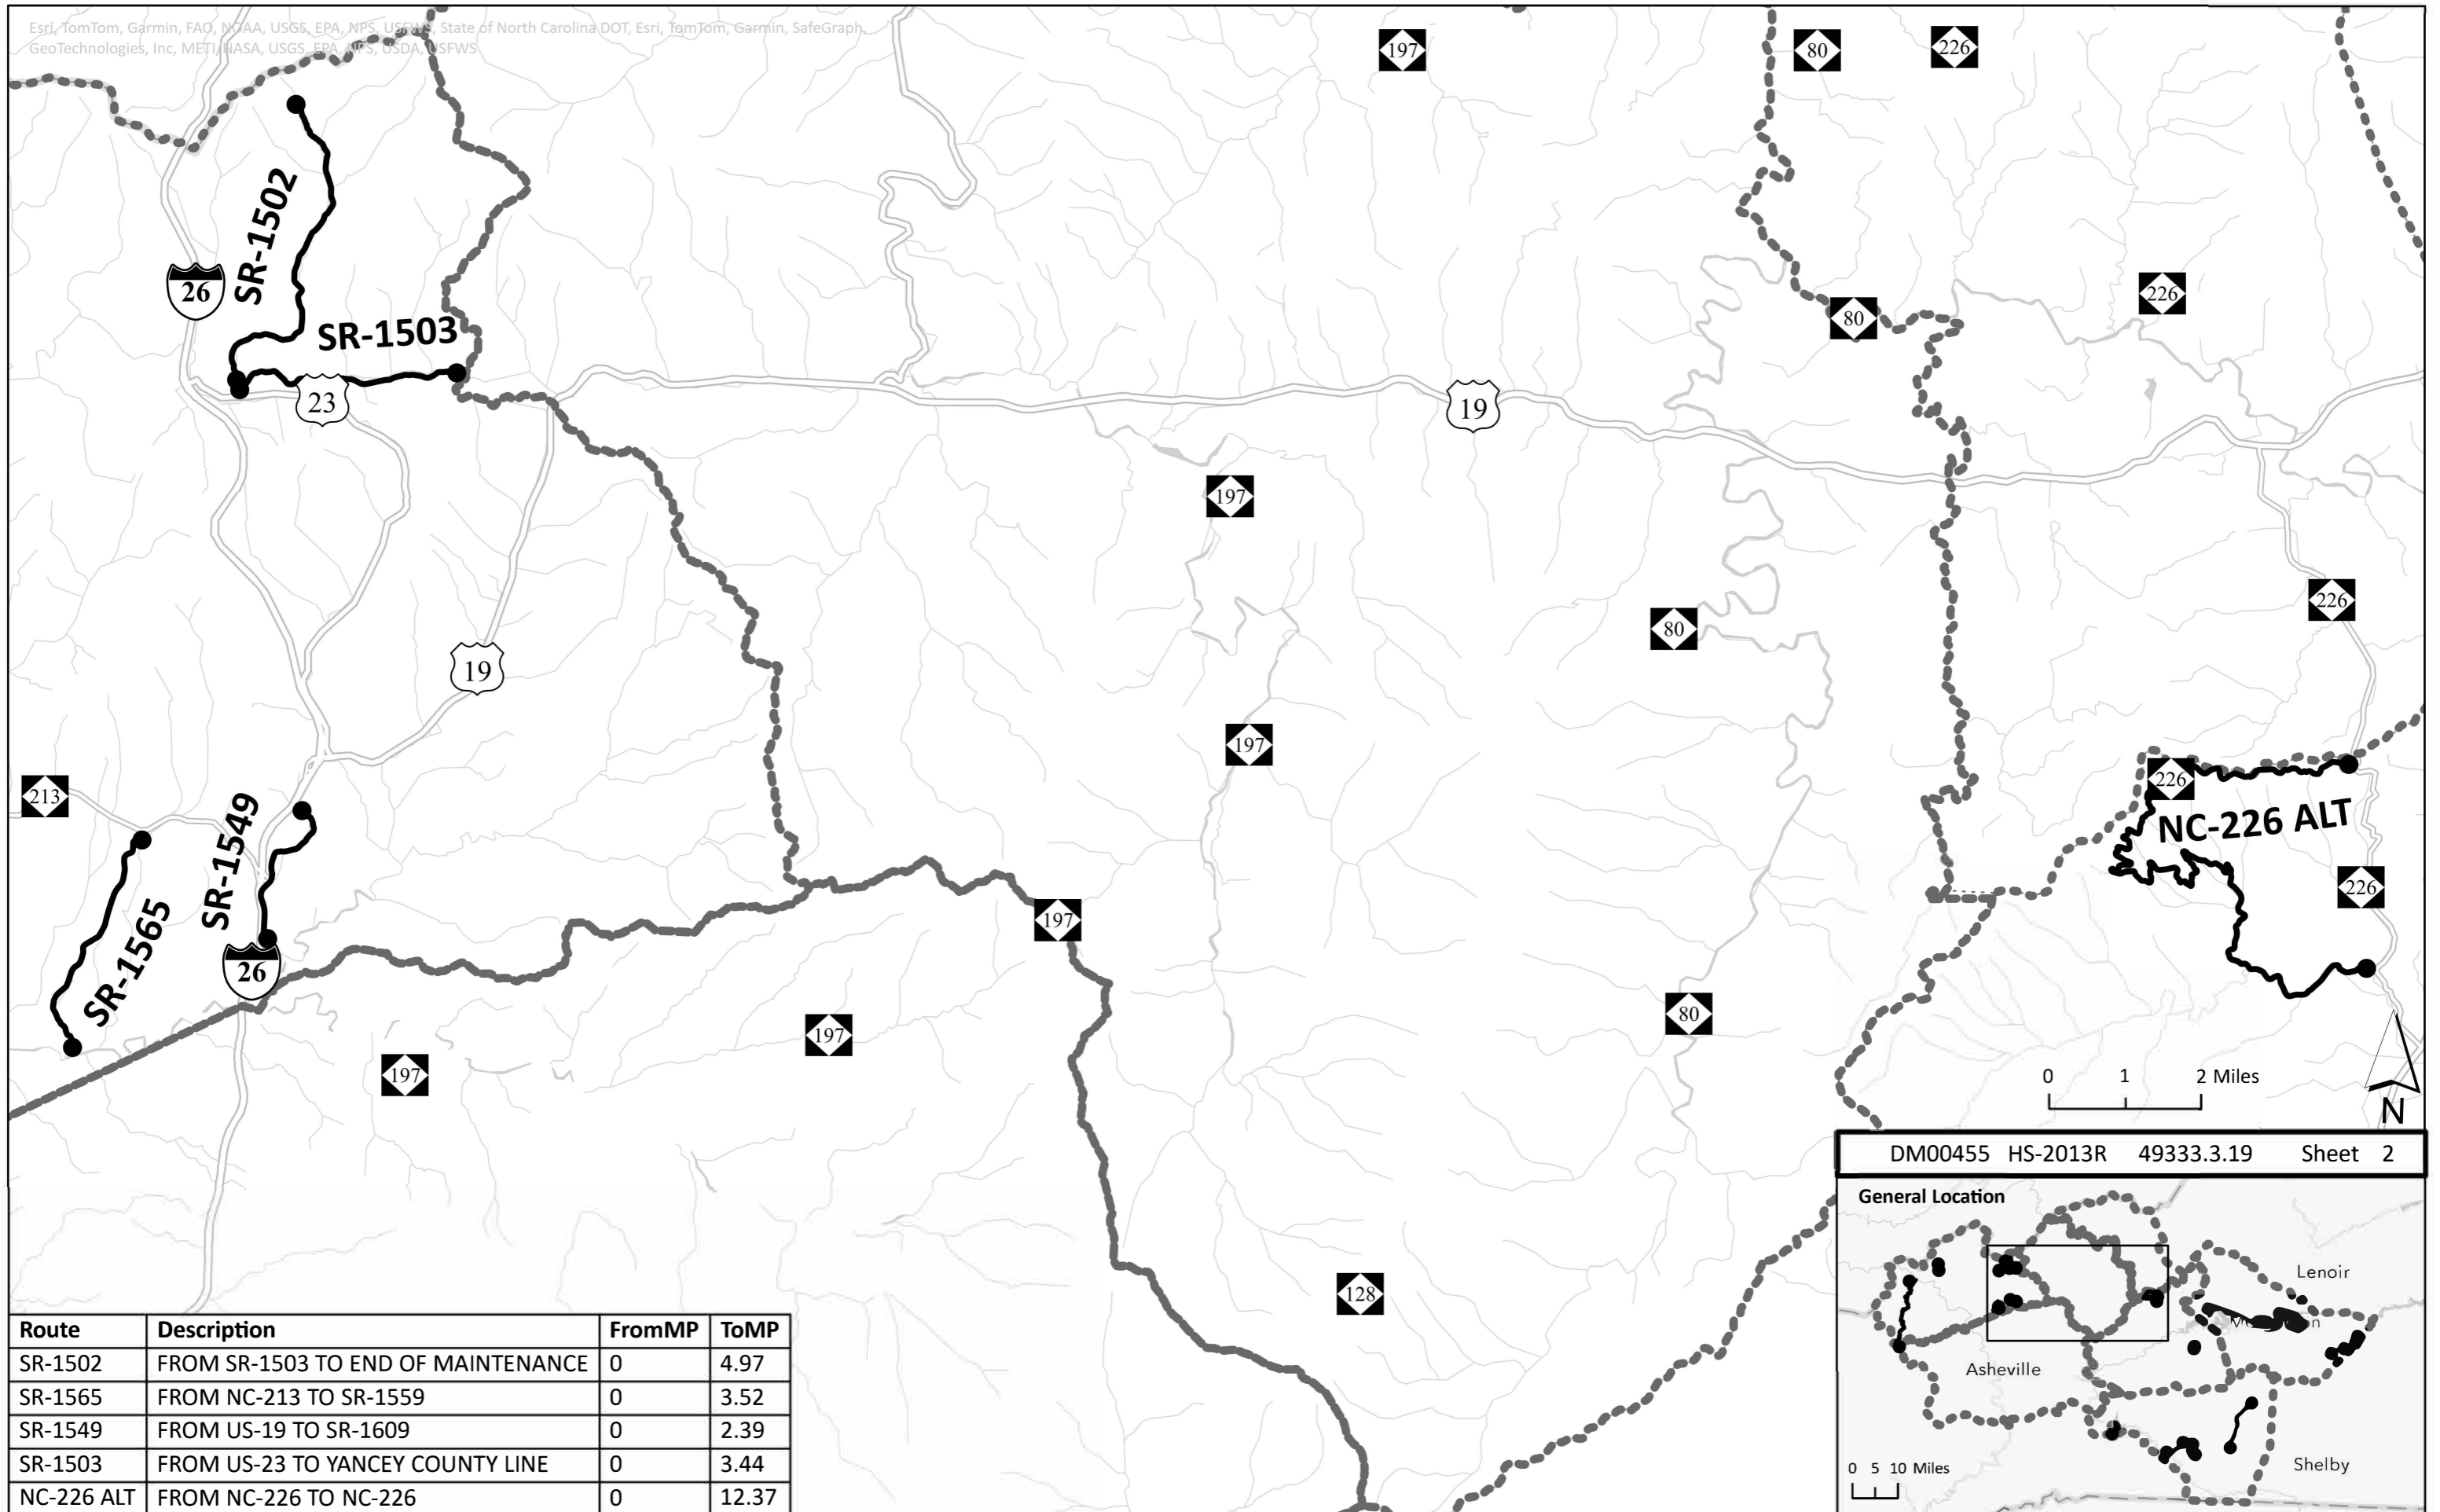 Esri, TomTom, Garmin, FAO, NOAA, USGS, EPA, NPS, USFWS, State of North Carolina DOT, Esri, TomTom, Garmin, SafeGraph,
GeoTechnologies, Inc, METI/NASA, USGS, EPA, NPS, USDA, USFWS
197
80
226
SR-1502
26
226
80
SR-1503
23
19
197
226
80
19
197
213
226
NC-226 ALT
SR-1549
226
197
SR-1565
26
80
197
197
0 1 2 Miles
N
DM00455 HS-2013R 49333.3.19 Sheet 2
General Location
Lenoir
Asheville
Shelby
0 5 10 Miles
128
Route Description FromMP ToMP
SR-1502 FROM SR-1503 TO END OF MAINTENANCE 0 4.97
SR-1565 FROM NC-213 TO SR-1559 0 3.52
SR-1549 FROM US-19 TO SR-1609 0 2.39
SR-1503 FROM US-23 TO YANCEY COUNTY LINE 0 3.44
NC-226 ALT FROM NC-226 TO NC-226 0 12.37